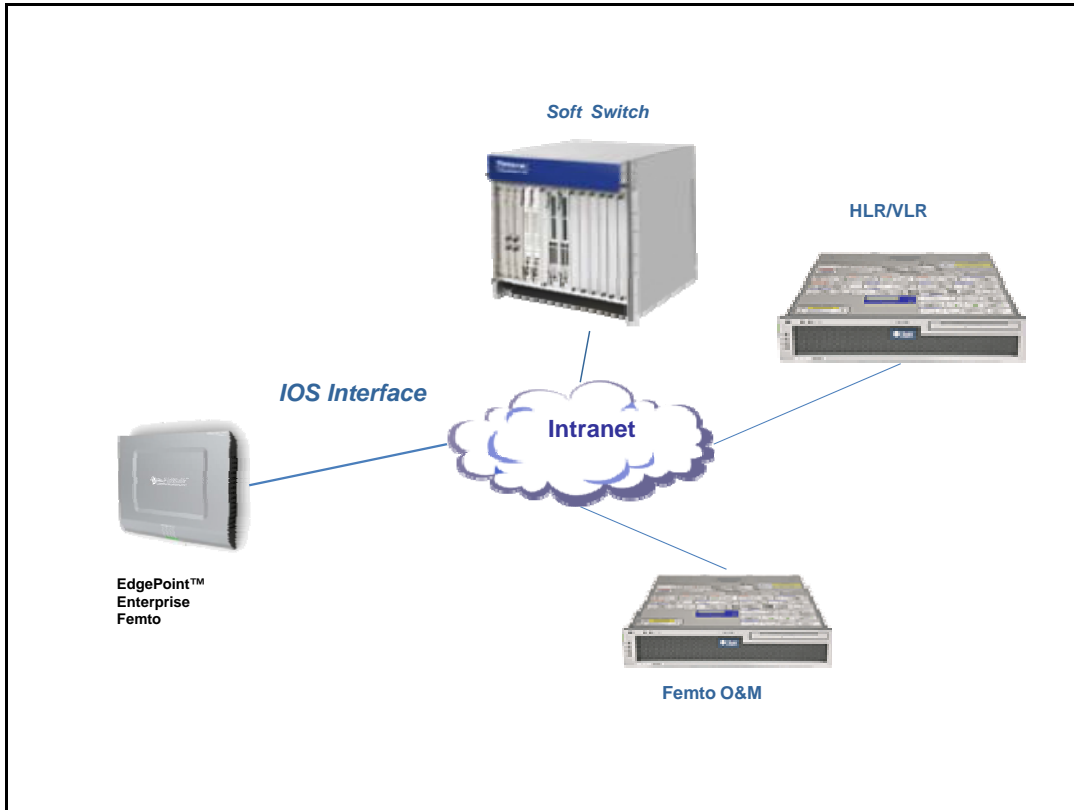 Soft Switch
HLR/VLR
IOS Interface
Intranet
EdgePoint™
Enterprise
Femto
Femto O&M